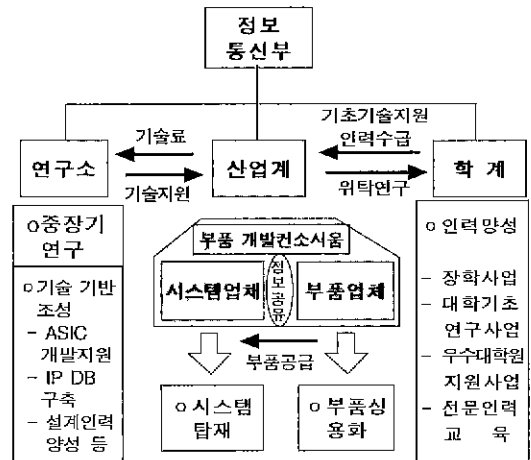 정보
통신부
기술료
기초기술지원
인력수급
연구소
산업계
학 계
기술지원
위탁연구
o중장기
연구
o기술 기반
조성
- ASIC
개발지원
- IP DB
구축
- 설계인력
양성 등
부품 개발컨소시움
시스템업체
정보공유
부품업체
부품공급
o 시스템
탑재
o 부품상
용화
o인력양성
- 장학사업
- 대학기초
연구사업
- 우수대학원
지원사업
- 전문인력
교 육